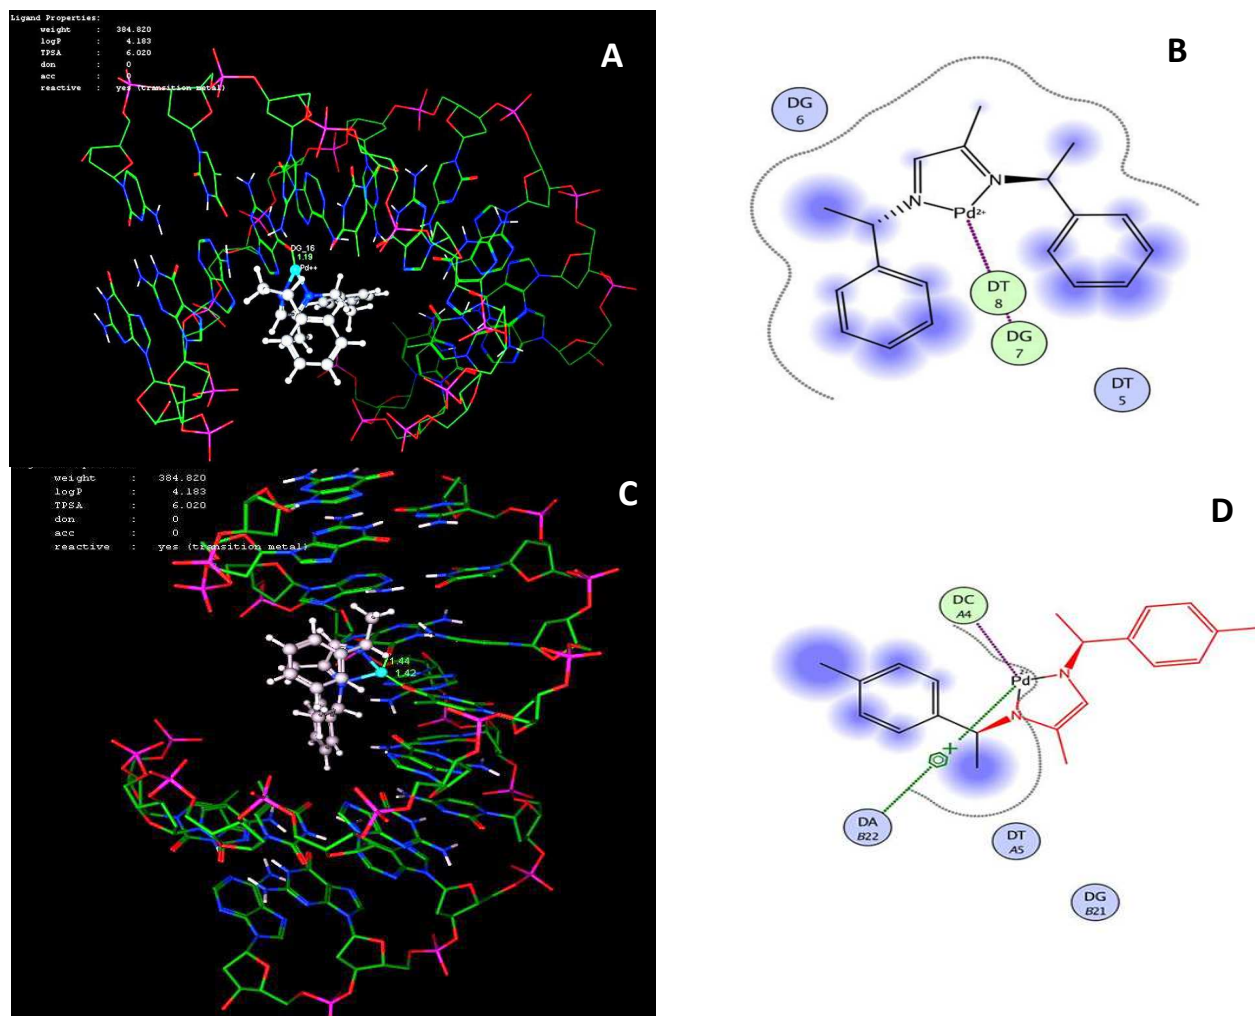 Ligand Properties:
weight : 384.820
logP : 4.183
TPSA : 6.020
don : 0
acc : 0
reactive : yes (transition metal)
A
DG_16
1.19
Pd++
B
DG
6
N
N
Pd2+
DT
8
DG
7
DT
5
weight : 384.820
logP : 4.183
TPSA : 6.020
don : 0
acc : 0
reactive : yes (transition metal)
C
1.44
1.42
D
DC
A4
Pd
N
N
DA
B22
DT
A5
DG
B21